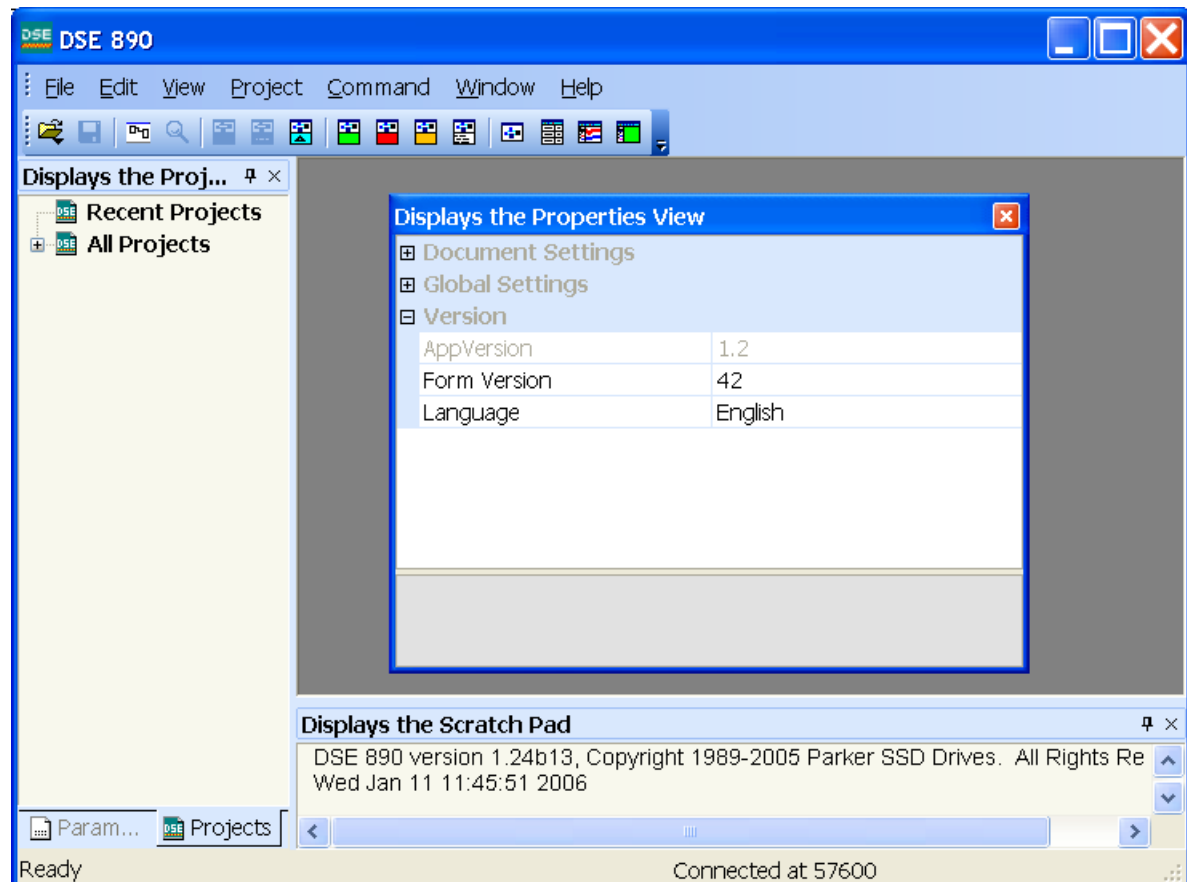 DSE 890
File Edit View Project Command Window Help
Displays the Proj...
Recent Projects
All Projects
Displays the Properties View
Document Settings
Global Settings
Version
AppVersion 1.2
Form Version 42
Language English
Displays the Scratch Pad
DSE 890 version 1.24b13, Copyright 1989-2005 Parker SSD Drives. All Rights Re
Wed Jan 11 11:45:51 2006
Param... Projects
Ready Connected at 57600